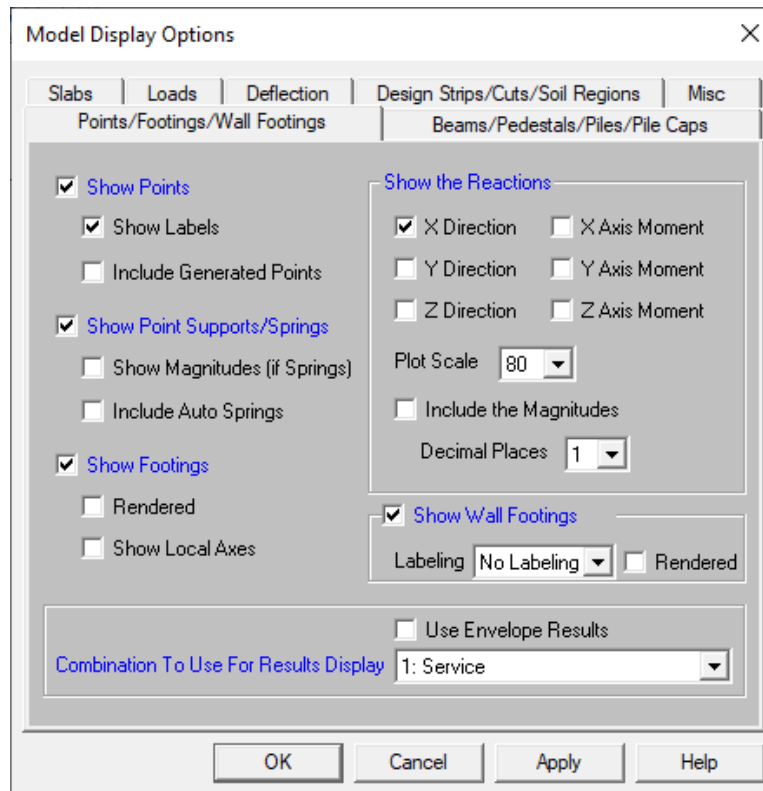 Model Display Options
Slabs
Loads
Deflection
Design Strips/Cuts/Soil Regions
Misc
Points/Footings/Wall Footings
Beams/Pedestals/Piles/Pile Caps
Show Points
Show Labels
Include Generated Points
Show Point Supports/Springs
Show Magnitudes (if Springs)
Include Auto Springs
Show Footings
Rendered
Show Local Axes
Show the Reactions
X Direction
X Axis Moment
Y Direction
Y Axis Moment
Z Direction
Z Axis Moment
Plot Scale 80
Include the Magnitudes
Decimal Places 1
Show Wall Footings
Labeling No Labeling Rendered
Use Envelope Results
Combination To Use For Results Display 1: Service
OK
Cancel
Apply
Help